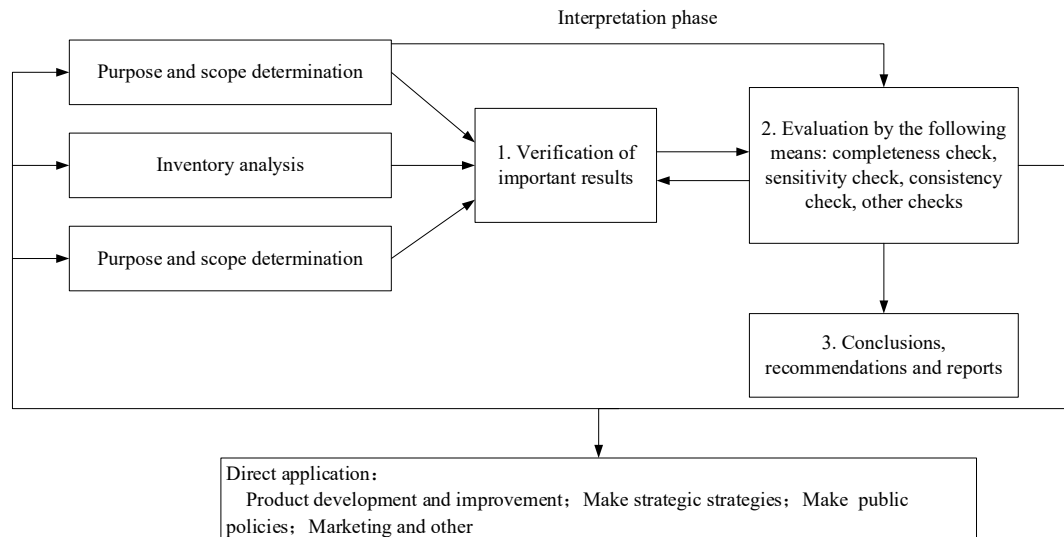 Interpretation phase
Purpose and scope determination
Inventory analysis
Purpose and scope determination
1. Verification of
important results
2. Evaluation by the following
means: completeness check,
sensitivity check, consistency
check, other checks
3. Conclusions,
recommendations and reports
Direct application：
Product development and improvement；Make strategic strategies；Make public
policies；Marketing and other